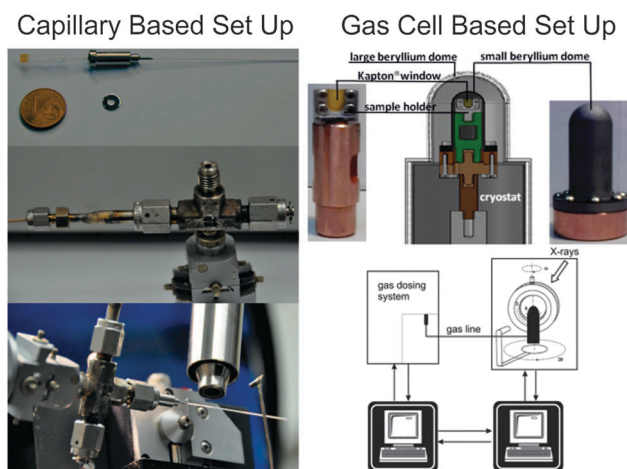 Capillary Based Set Up
Gas Cell Based Set Up
large beryllium dome
small beryllium dome
Kapton® window
sample holder
cryostat
X-rays
gas dosing
system
gas line